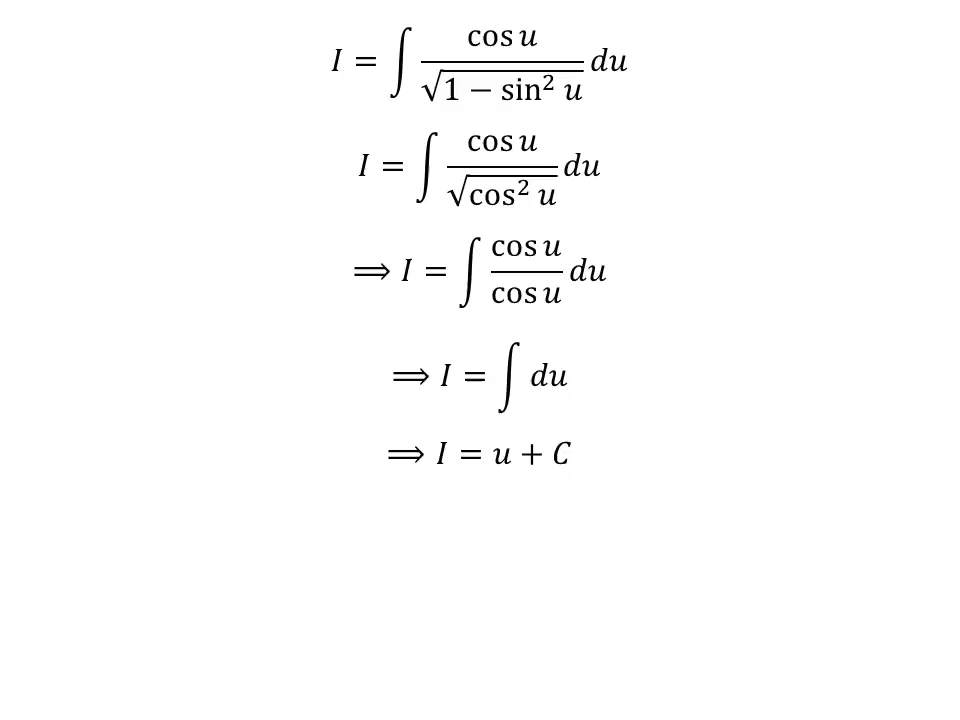 I = ∫ cos u / √(1 − sin² u) du
I = ∫ cos u / √(cos² u) du
⟹ I = ∫ cos u / cos u du
⟹ I = ∫ du
⟹ I = u + C